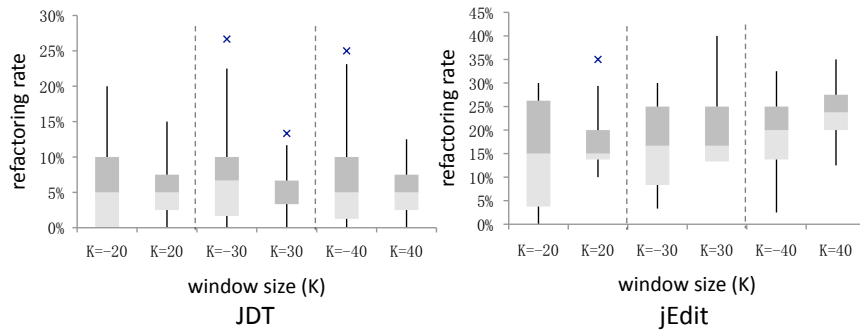 30%
25%
20%
15%
10%
5%
0%
refactoring rate
K=-20 K=20 K=-30 K=30 K=-40 K=40
window size (K)
JDT
45%
40%
35%
30%
25%
20%
15%
10%
5%
0%
refactoring rate
K=-20 K=20 K=-30 K=30 K=-40 K=40
window size (K)
jEdit